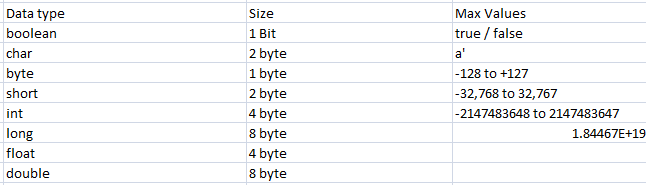 Data type Size Max Values
boolean 1 Bit true / false
char 2 byte a'
byte 1 byte -128 to +127
short 2 byte -32,768 to 32,767
int 4 byte -2147483648 to 2147483647
long 8 byte 1.84467E+19
float 4 byte
double 8 byte